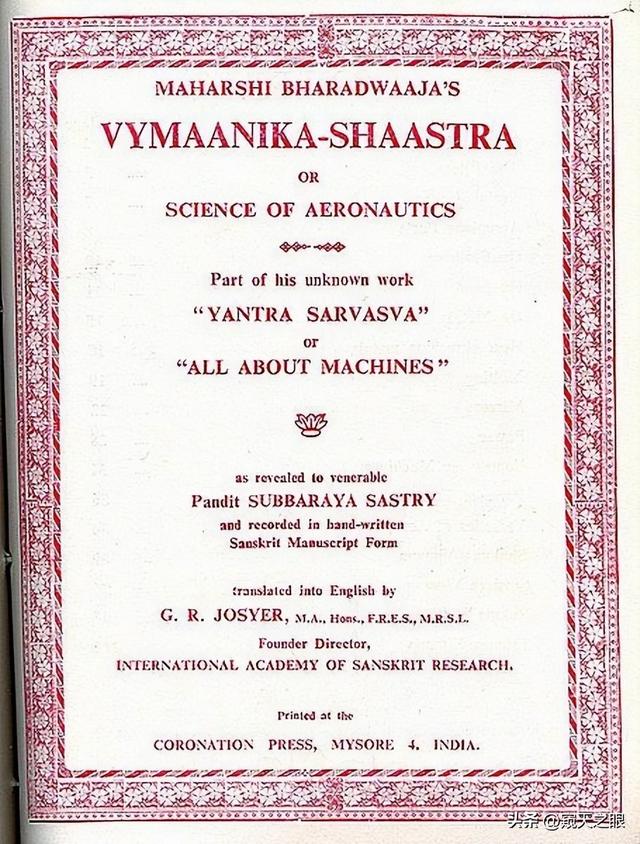 MAHARSHI BHARADWAAJA'S
VYMAANIKA-SHAASTRA
OR
SCIENCE OF AERONAUTICS
Part of his unknown work
"YANTRA SARVASVA"
or
"ALL ABOUT MACHINES"
as revealed to venerable
Pandit SUBBARAYA SASTRY
and recorded in hand-written
Sanskrit Manuscript Form
translated into English by
G. R. JOSYER, M.A., Hons., F.R.E.S., M.R.S.L.
Founder Director,
INTERNATIONAL ACADEMY OF SANSKRIT RESEARCH.
Printed at the
CORONATION PRESS, MYSORE 4, INDIA.
头条 @窥天之眼